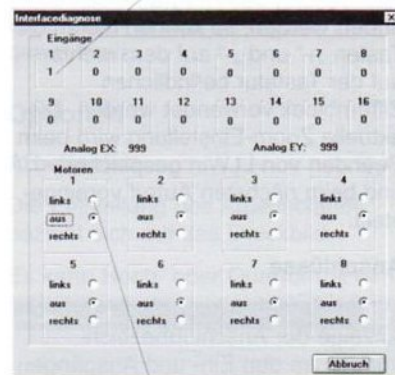 Interfacediagnose
Eingänge
1 2 3 4 5 6 7 8
1 0 0 0 0 0 0 0
9 10 11 12 13 14 15 16
0 0 0 0 0 0 0 0
Analog EX: 999 Analog EY: 999
Motoren
1 2 3 4
links links links links
aus aus aus aus
rechts rechts rechts rechts
5 6 7 8
links links links links
aus aus aus aus
rechts rechts rechts rechts
Abbruch